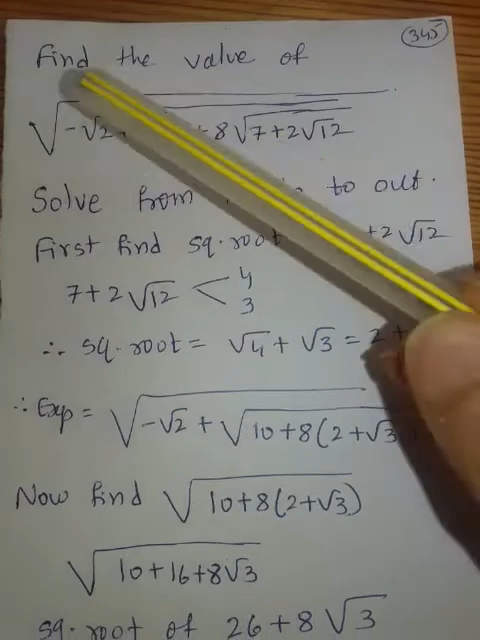 345
Find the value of
√-√2 + 8√7+2√12
Solve from to out.
First find sq.root +2√12
7+2√12 < 4
3
∴ sq.root = √4 + √3 = 2+
∴ Exp = √-√2 + √10+8(2+√3
Now find √10+8(2+√3)
√10+16+8√3
sq.root of 26+8√3